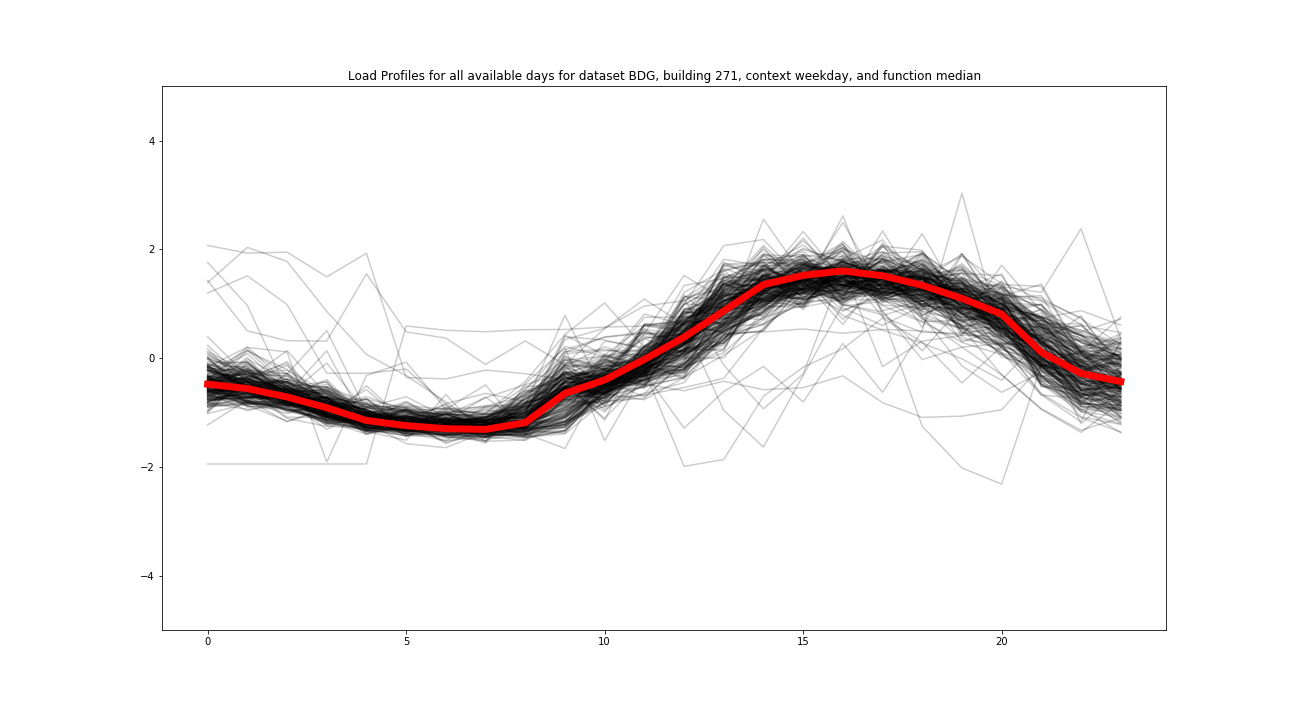 Load Profiles for all available days for dataset BDG, building 271, context weekday, and function median
4
2
0
−2
−4
0 5 10 15 20